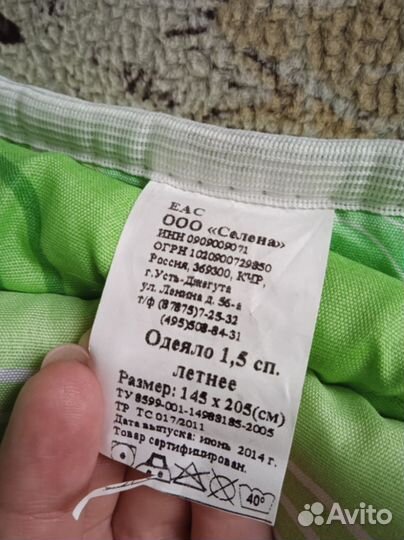 ЕАС
ООО «Селена»
ИНН 0909009071
ОГРН 1020900729850
Россия, 369300, КЧР,
г.Усть-Джегута
ул. Ленина д. 56-а
т/ф (87875)7-25-32
(495)508-84-31
Одеяло 1,5 сп.
летнее
Размер: 145 х 205(см)
ТУ 8599-001-14983185-2005
ТР ТС 017/2011
Дата выпуска: июнь 2014 г.
Товар сертифицирован.
40°
Avito